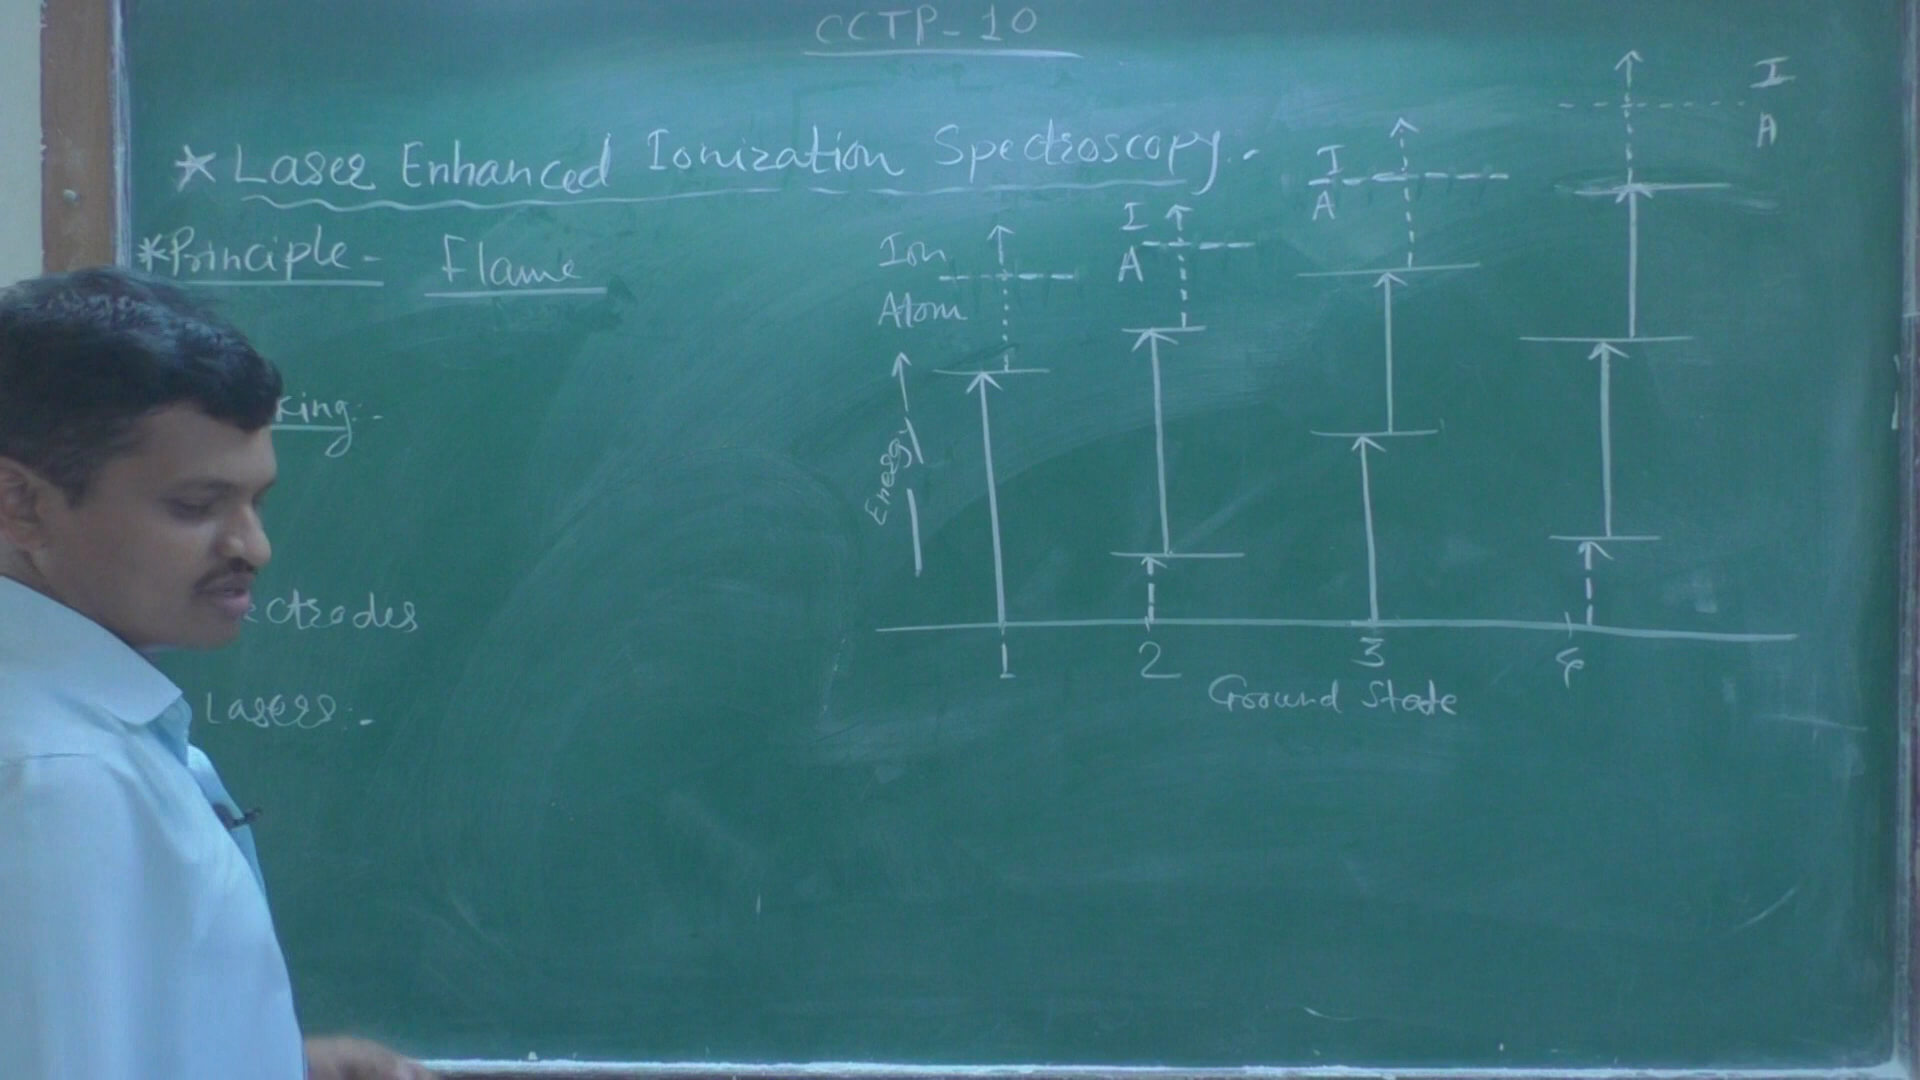 CCTP-10
* Laser Enhanced Ionization Spectroscopy.-
* Principle - Flame
king:-
ectrodes
Lasers:-
Ion
Atom
Energy
I
A
I
A
I
A
1 2 3 4
Ground State